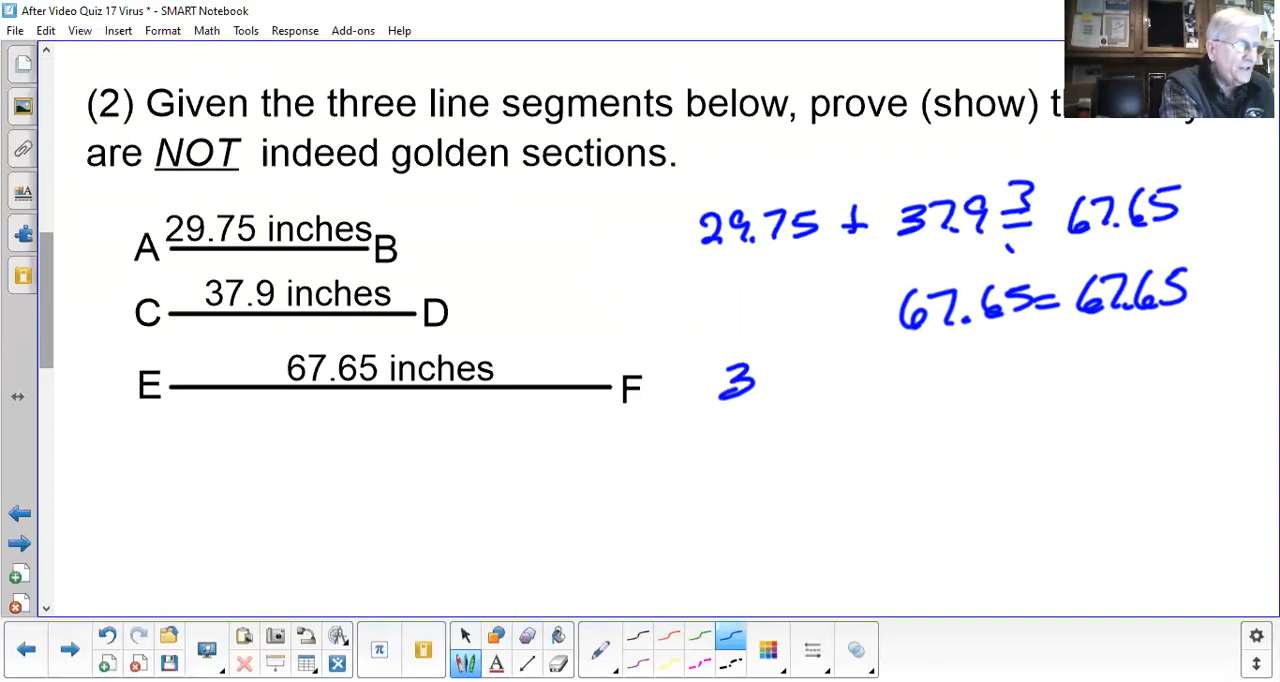 After Video Quiz 17 Virus * - SMART Notebook
File Edit View Insert Format Math Tools Response Add-ons Help
(2) Given the three line segments below, prove (show) t
are NOT indeed golden sections.
29.75 + 37.9 ?= 67.65
A 29.75 inches B
C 37.9 inches D
67.65 = 67.65
E 67.65 inches F
3
π
A